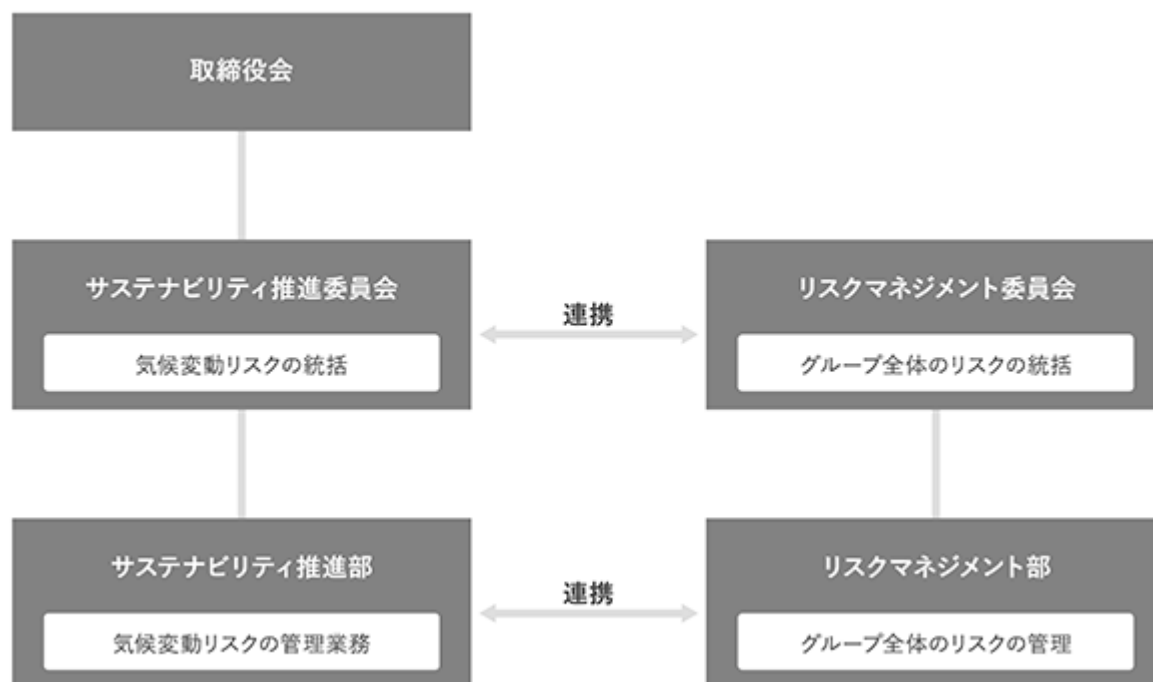 取締役会
サステナビリティ推進委員会
気候変動リスクの統括
連携
リスクマネジメント委員会
グループ全体のリスクの統括
サステナビリティ推進部
気候変動リスクの管理業務
連携
リスクマネジメント部
グループ全体のリスクの管理